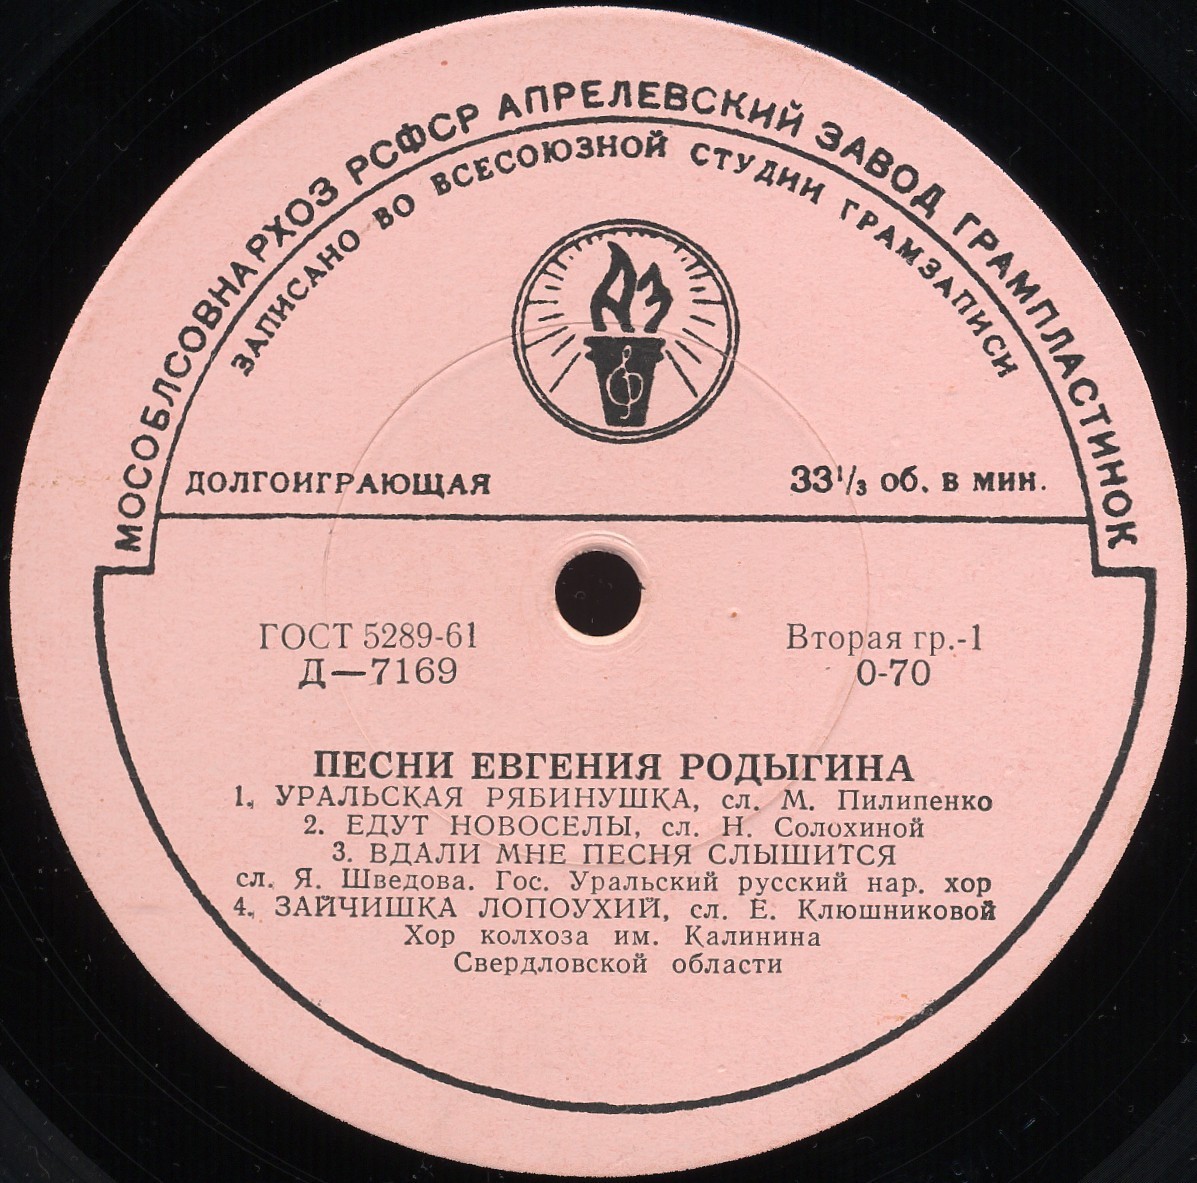 МОСОБЛСОВНАРХОЗ РСФСР АПРЕЛЕВСКИЙ ЗАВОД ГРАМПЛАСТИНОК
ЗАПИСАНО ВО ВСЕСОЮЗНОЙ СТУДИИ ГРАМЗАПИСИ
АЗ
ДОЛГОИГРАЮЩАЯ 33 1/3 об. в мин.
ГОСТ 5289-61 Вторая гр.-1
Д—7169 0-70
ПЕСНИ ЕВГЕНИЯ РОДЫГИНА
1. УРАЛЬСКАЯ РЯБИНУШКА, сл. М. Пилипенко
2. ЕДУТ НОВОСЕЛЫ, сл. Н. Солохиной
3. ВДАЛИ МНЕ ПЕСНЯ СЛЫШИТСЯ
сл. Я. Шведова. Гос. Уральский русский нар. хор
4. ЗАЙЧИШКА ЛОПОУХИЙ, сл. Е. Клюшниковой
Хор колхоза им. Калинина
Свердловской области